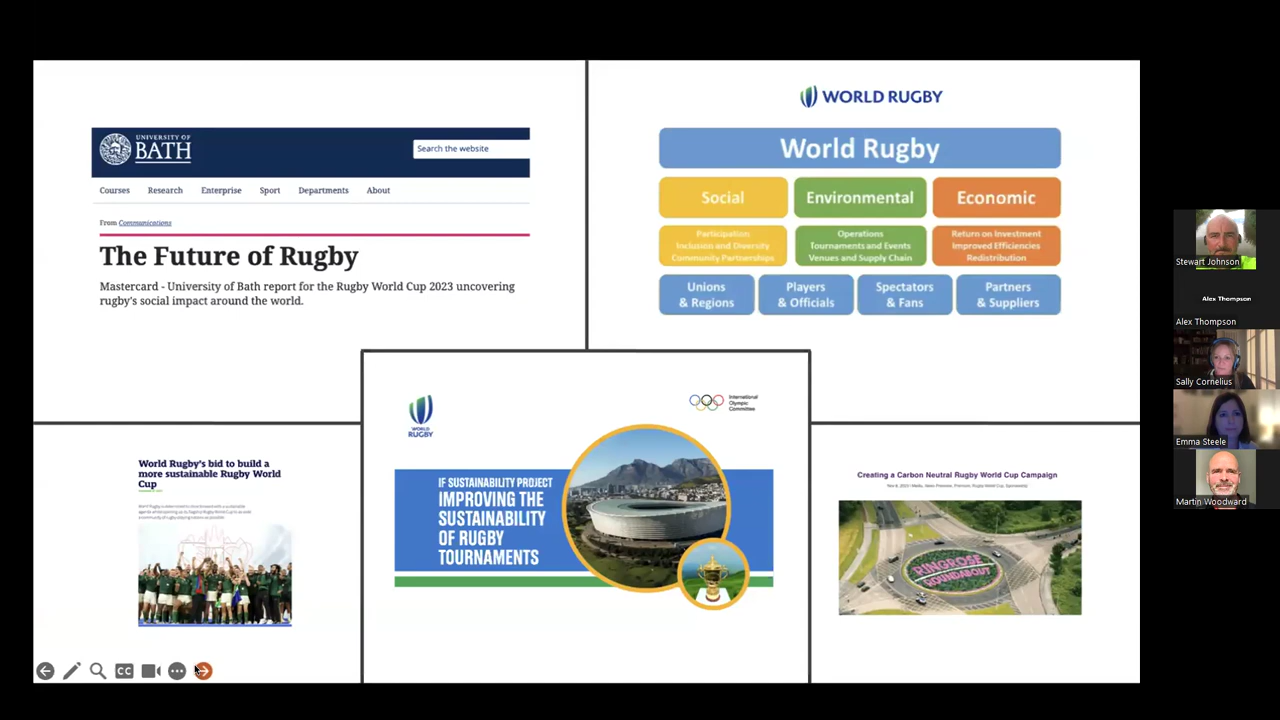 UNIVERSITY OF
BATH
Search the website
Courses Research Enterprise Sport Departments About
From Communications
The Future of Rugby
Mastercard - University of Bath report for the Rugby World Cup 2023 uncovering
rugby's social impact around the world.
WORLD RUGBY
World Rugby
Social Environmental Economic
Participation
Inclusion and Diversity
Community Partnerships
Operations
Tournaments and Events
Venues and Supply Chain
Return on Investment
Improved Efficiencies
Redistribution
Unions
& Regions
Players
& Officials
Spectators
& Fans
Partners
& Suppliers
World Rugby's bid to build a
more sustainable Rugby World
Cup
WORLD
RUGBY
International
Olympic
Committee
IF SUSTAINABILITY PROJECT
IMPROVING THE
SUSTAINABILITY
OF RUGBY
TOURNAMENTS
Creating a Carbon Neutral Rugby World Cup Campaign
RINGROSE
ROUNDABOUT
CC
Stewart Johnson
Alex Thompson
Alex Thompson
Sally Cornelius
Emma Steele
Martin Woodward